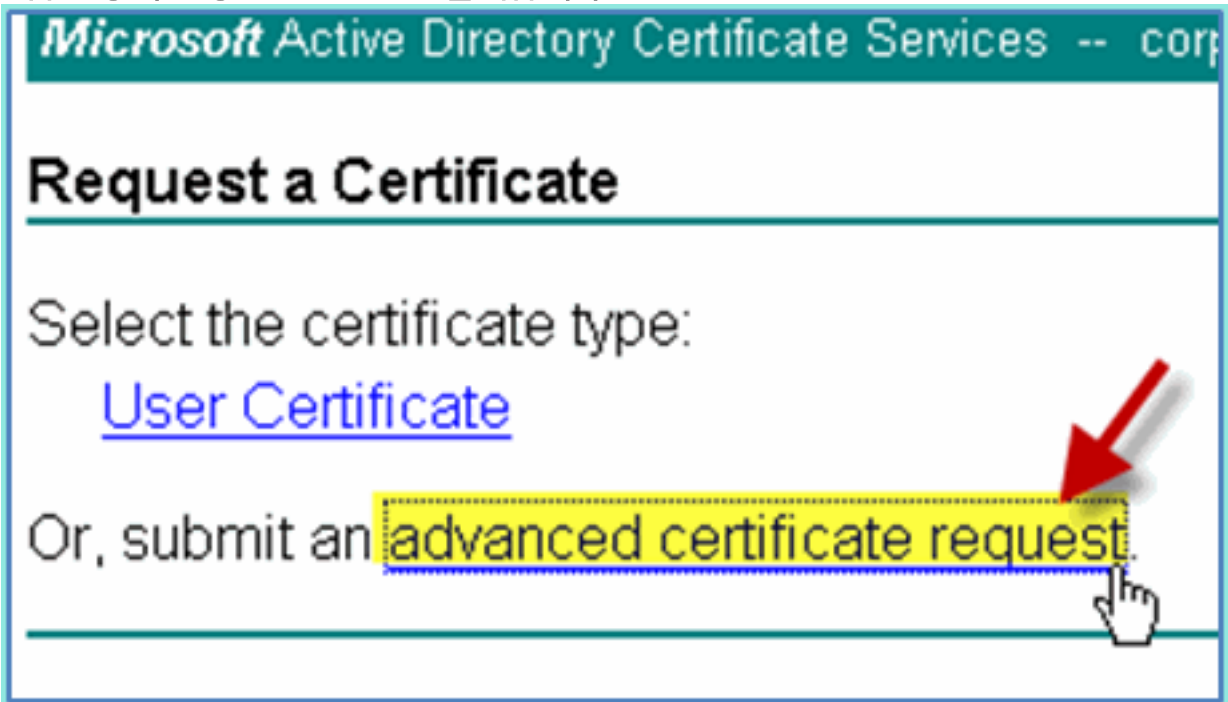 Microsoft Active Directory Certificate Services -- corp
Request a Certificate
Select the certificate type:
User Certificate
Or, submit an advanced certificate request.